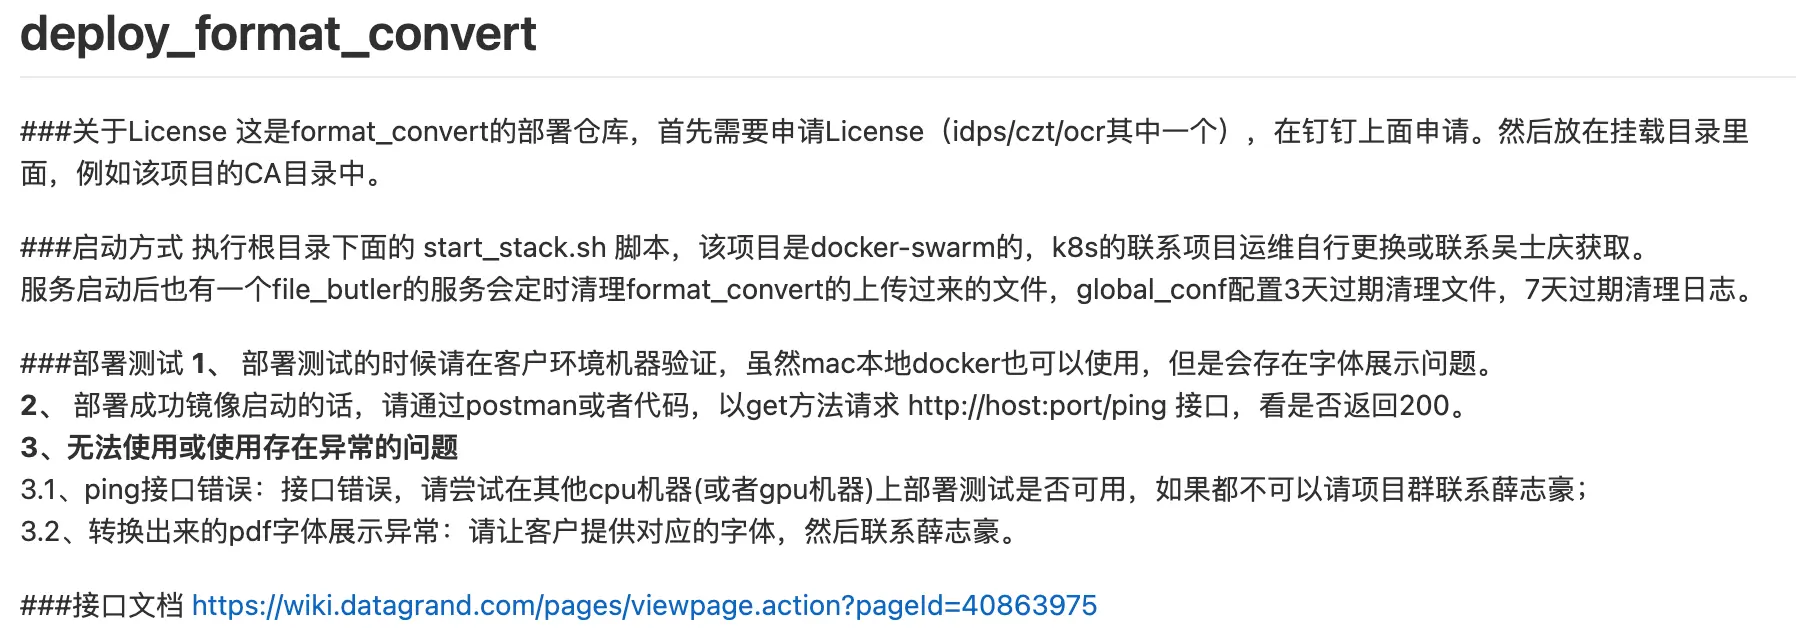 deploy_format_convert
###关于License 这是format_convert的部署仓库，首先需要申请License（idps/czt/ocr其中一个），在钉钉上面申请。然后放在挂载目录里
面，例如该项目的CA目录中。
###启动方式 执行根目录下面的 start_stack.sh 脚本，该项目是docker-swarm的，k8s的联系项目运维自行更换或联系吴士庆获取。
服务启动后也有一个file_butler的服务会定时清理format_convert的上传过来的文件，global_conf配置3天过期清理文件，7天过期清理日志。
###部署测试 1、 部署测试的时候请在客户环境机器验证，虽然mac本地docker也可以使用，但是会存在字体展示问题。
2、 部署成功镜像启动的话，请通过postman或者代码，以get方法请求 http://host:port/ping 接口，看是否返回200。
3、无法使用或使用存在异常的问题
3.1、ping接口错误：接口错误，请尝试在其他cpu机器(或者gpu机器)上部署测试是否可用，如果都不可以请项目群联系薛志豪；
3.2、转换出来的pdf字体展示异常：请让客户提供对应的字体，然后联系薛志豪。
###接口文档 https://wiki.datagrand.com/pages/viewpage.action?pageId=40863975